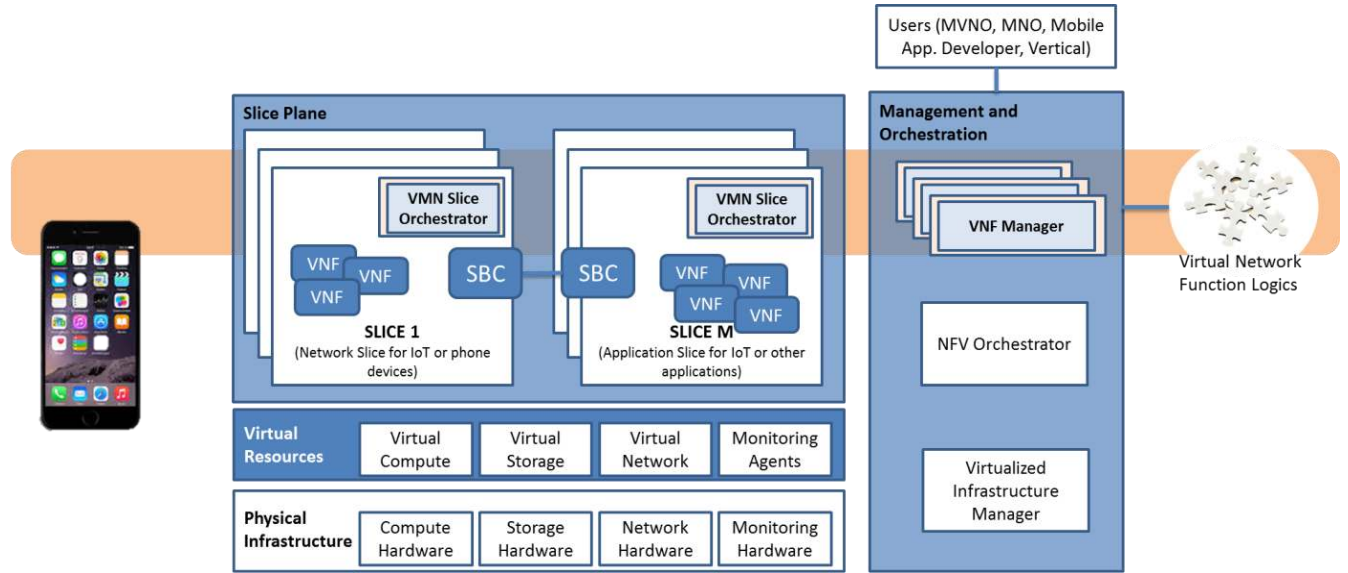 Users (MVNO, MNO, Mobile
App. Developer, Vertical)
Slice Plane
VMN Slice
Orchestrator
VNF
VNF
VNF
SBC
SLICE 1
(Network Slice for IoT or phone
devices)
VMN Slice
Orchestrator
SBC
VNF
VNF
VNF
VNF
SLICE M
(Application Slice for IoT or other
applications)
Management and
Orchestration
VNF Manager
NFV Orchestrator
Virtualized
Infrastructure
Manager
Virtual Network
Function Logics
Virtual
Resources
Virtual
Compute
Virtual
Storage
Virtual
Network
Monitoring
Agents
Physical
Infrastructure
Compute
Hardware
Storage
Hardware
Network
Hardware
Monitoring
Hardware